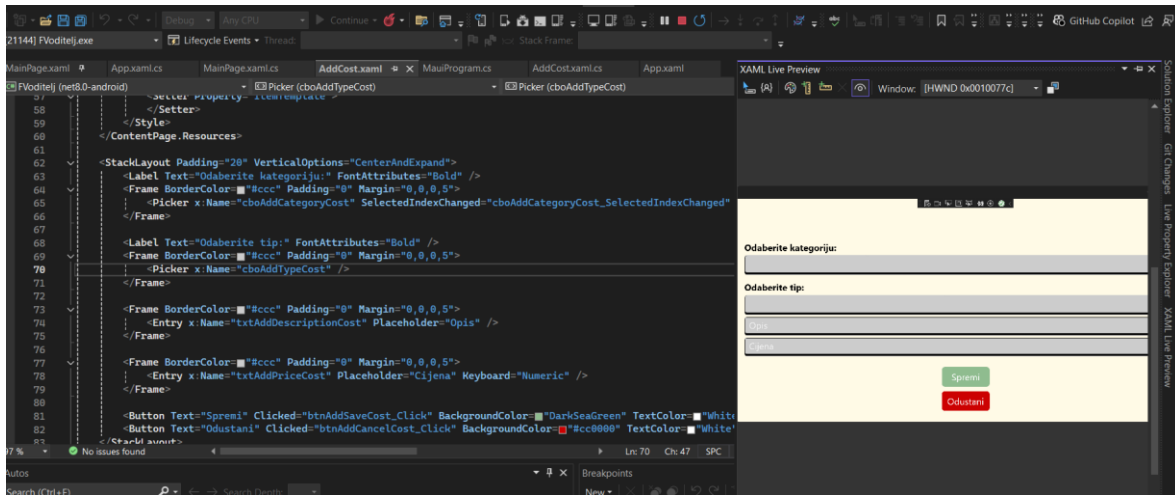 Debug Any CPU Continue GitHub Copilot
[21144] FVoditelj.exe Lifecycle Events Thread: Stack Frame:
MainPage.xaml App.xaml.cs MainPage.xaml.cs AddCost.xaml MauiProgram.cs AddCost.xaml.cs App.xaml
FVoditelj (net8.0-android) Picker (cboAddTypeCost) Picker (cboAddTypeCost)
57 <Setter Property="ItemTemplate">
58 </Setter>
59 </Style>
60 </ContentPage.Resources>
61
62 <StackLayout Padding="20" VerticalOptions="CenterAndExpand">
63 <Label Text="Odaberite kategoriju:" FontAttributes="Bold" />
64 <Frame BorderColor="#ccc" Padding="0" Margin="0,0,0,5">
65 <Picker x:Name="cboAddCategoryCost" SelectedIndexChanged="cboAddCategoryCost_SelectedIndexChanged"
66 </Frame>
67
68 <Label Text="Odaberite tip:" FontAttributes="Bold" />
69 <Frame BorderColor="#ccc" Padding="0" Margin="0,0,0,5">
70 <Picker x:Name="cboAddTypeCost" />
71 </Frame>
72
73 <Frame BorderColor="#ccc" Padding="0" Margin="0,0,0,5">
74 <Entry x:Name="txtAddDescriptionCost" Placeholder="Opis" />
75 </Frame>
76
77 <Frame BorderColor="#ccc" Padding="0" Margin="0,0,0,5">
78 <Entry x:Name="txtAddPriceCost" Placeholder="Cijena" Keyboard="Numeric" />
79 </Frame>
80
81 <Button Text="Spremi" Clicked="btnAddSaveCost_Click" BackgroundColor="DarkSeaGreen" TextColor="White
82 <Button Text="Odustani" Clicked="btnAddCancelCost_Click" BackgroundColor="#cc0000" TextColor="White"
83 </StackLayout>
97 % No issues found Ln: 70 Ch: 47 SPC
Autos
Search (Ctrl+E) Search Depth:
Breakpoints
New
XAML Live Preview
Window: [HWND 0x0010077c]
Odaberite kategoriju:
Odaberite tip:
Opis
Cijena
Spremi
Odustani
Solution Explorer
Git Changes
Live Property Explorer
XAML Live Preview